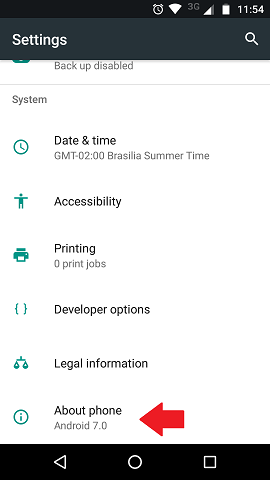 3G 11:54
Settings
Back up disabled
System
Date & time
GMT-02:00 Brasilia Summer Time
Accessibility
Printing
0 print jobs
{ } Developer options
Legal information
About phone
Android 7.0